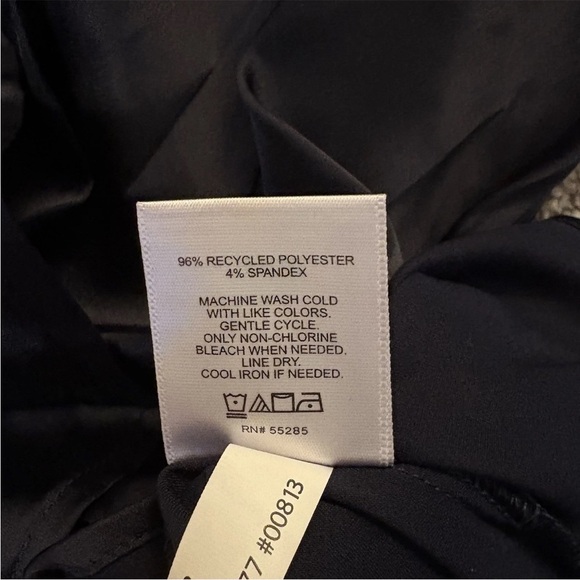 96% RECYCLED POLYESTER
4% SPANDEX
MACHINE WASH COLD
WITH LIKE COLORS.
GENTLE CYCLE.
ONLY NON-CHLORINE
BLEACH WHEN NEEDED.
LINE DRY.
COOL IRON IF NEEDED.
RN# 55285
77 #00813